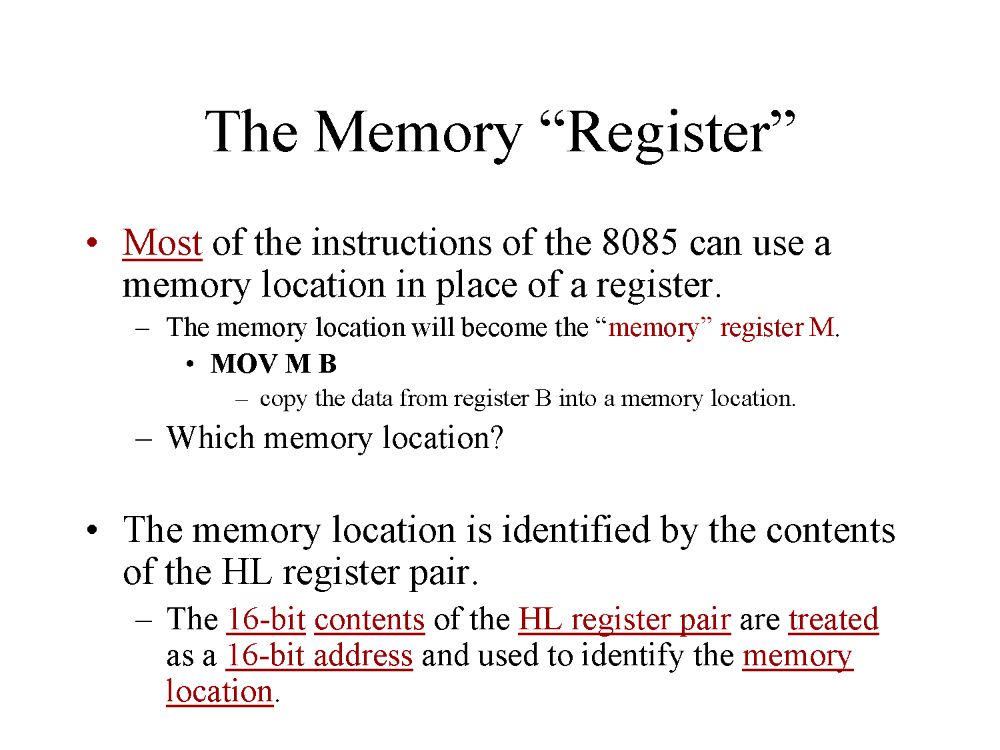 The Memory “Register”
• Most of the instructions of the 8085 can use a
memory location in place of a register.
– The memory location will become the “memory” register M.
• MOV M B
– copy the data from register B into a memory location.
– Which memory location?
• The memory location is identified by the contents
of the HL register pair.
– The 16-bit contents of the HL register pair are treated
as a 16-bit address and used to identify the memory
location.